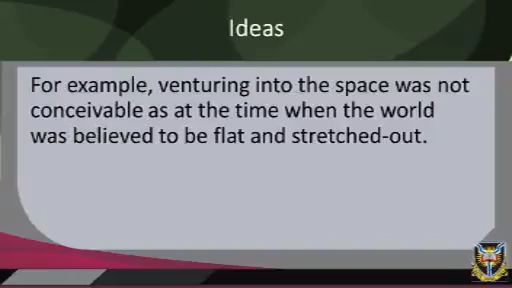 Ideas
For example, venturing into the space was not
conceivable as at the time when the world
was believed to be flat and stretched-out.